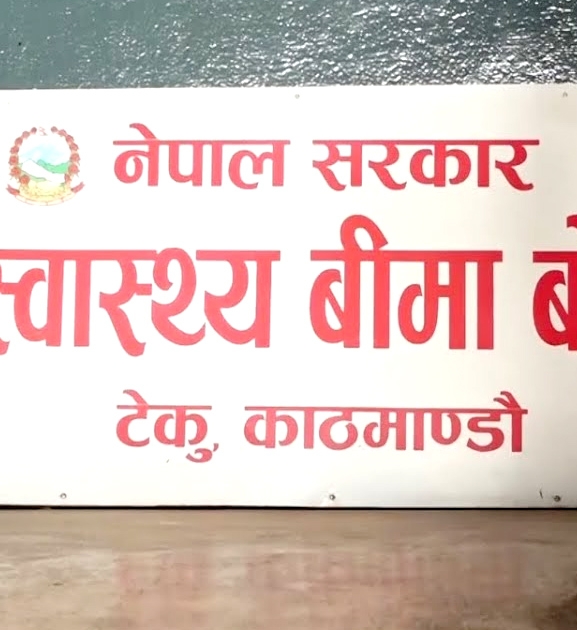 नेपाल सरकार
स्वास्थ्य बीमा
टेकु, काठमाण्डौ